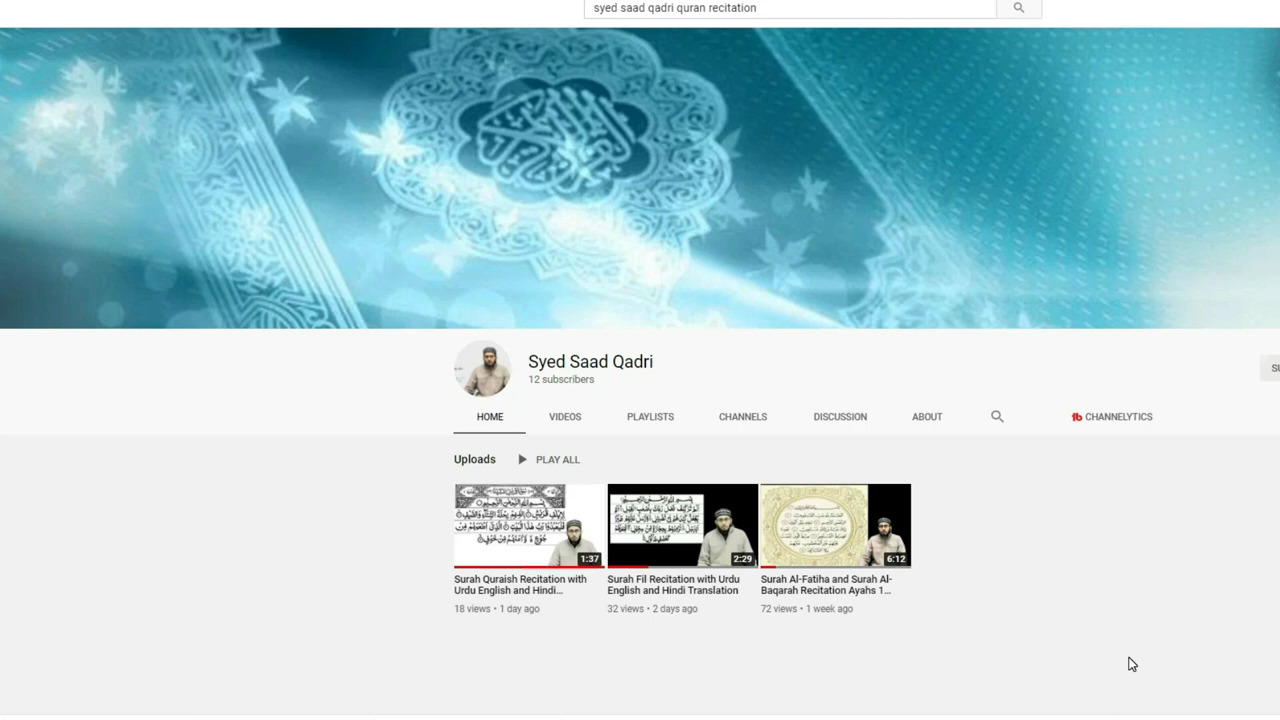 syed saad qadri quran recitation
Syed Saad Qadri
12 subscribers
HOME VIDEOS PLAYLISTS CHANNELS DISCUSSION ABOUT CHANNELYTICS
Uploads PLAY ALL
1:37 2:29 6:12
Surah Quraish Recitation with
Urdu English and Hindi...
18 views • 1 day ago
Surah Fil Recitation with Urdu
English and Hindi Translation
32 views • 2 days ago
Surah Al-Fatiha and Surah Al-
Baqarah Recitation Ayahs 1...
72 views • 1 week ago